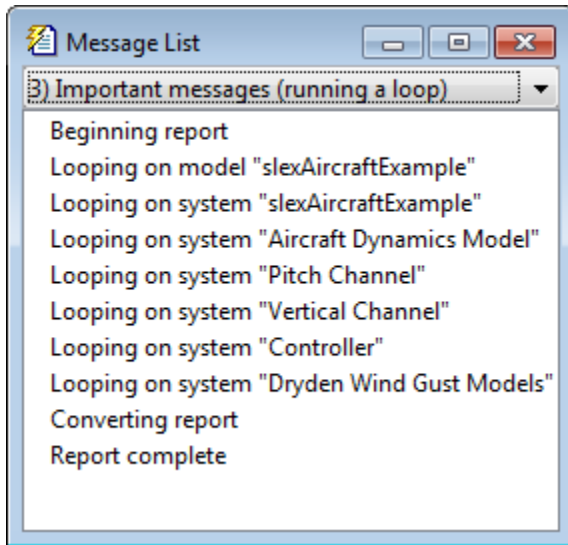 Message List
3) Important messages (running a loop)
Beginning report
Looping on model "slexAircraftExample"
Looping on system "slexAircraftExample"
Looping on system "Aircraft Dynamics Model"
Looping on system "Pitch Channel"
Looping on system "Vertical Channel"
Looping on system "Controller"
Looping on system "Dryden Wind Gust Models"
Converting report
Report complete